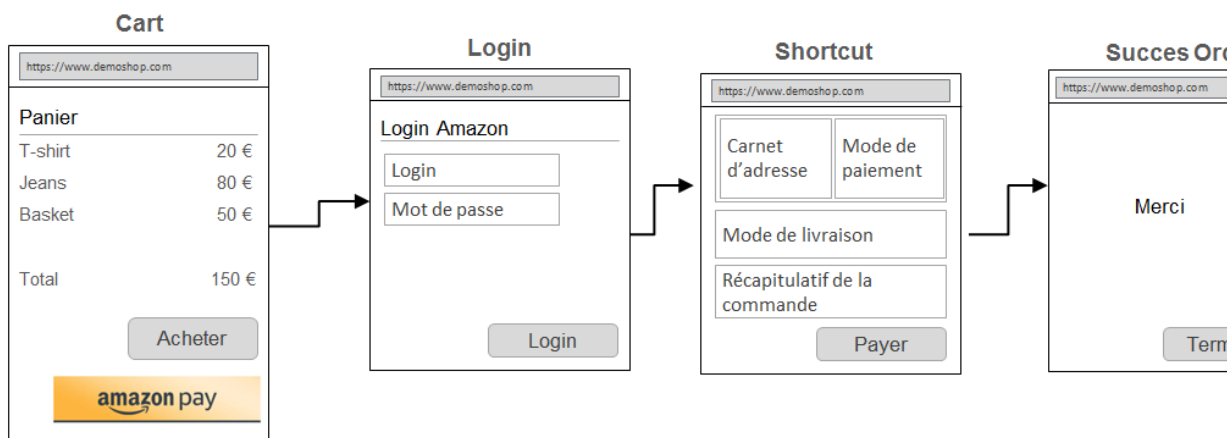 Cart
https://www.demoshop.com
Panier
T-shirt 20 €
Jeans 80 €
Basket 50 €
Total 150 €
Acheter
amazon pay
Login
https://www.demoshop.com
Login Amazon
Login
Mot de passe
Login
Shortcut
https://www.demoshop.com
Carnet
d'adresse
Mode de
paiement
Mode de livraison
Récapitulatif de la
commande
Payer
Succes
https://www.demoshop.com
Merci